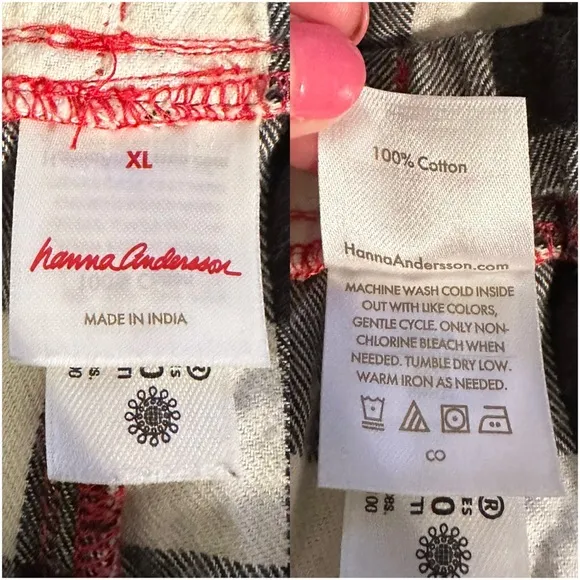 XL
hanna Andersson
MADE IN INDIA
100% Cotton
HannaAndersson.com
MACHINE WASH COLD INSIDE
OUT WITH LIKE COLORS,
GENTLE CYCLE. ONLY NON-
CHLORINE BLEACH WHEN
NEEDED. TUMBLE DRY LOW.
WARM IRON AS NEEDED.
CO